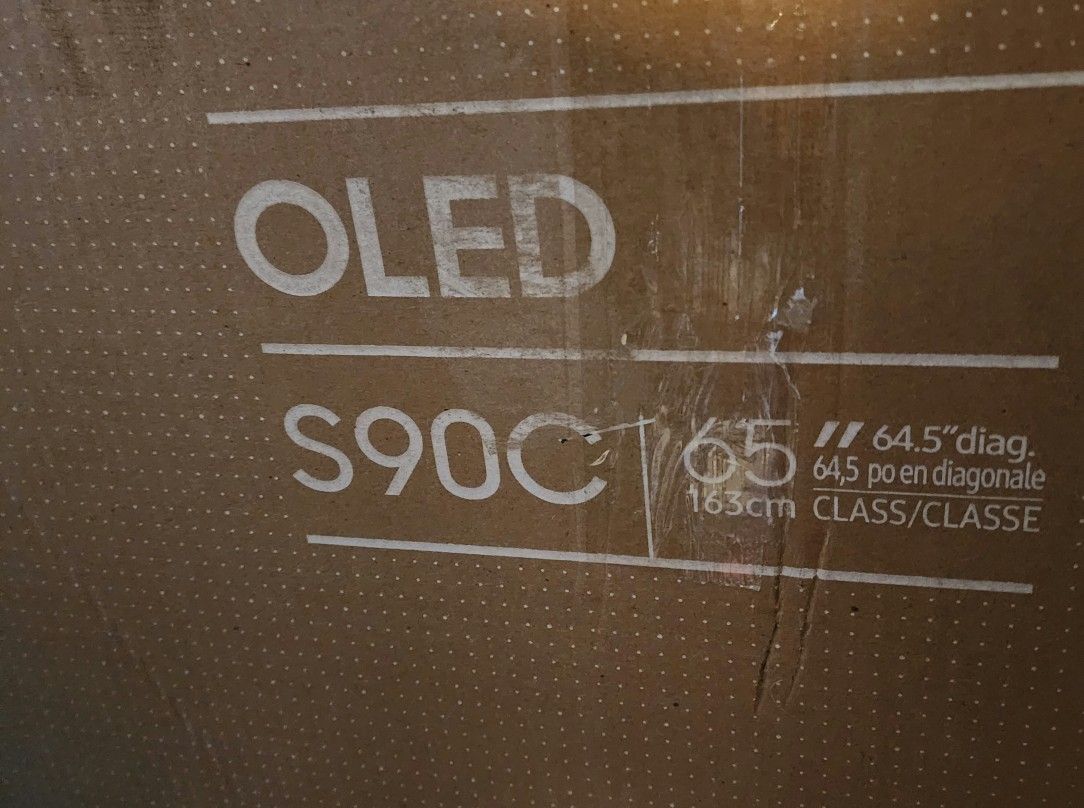 OLED
S90C 65" 64.5"diag.
64,5 po en diagonale
163cm CLASS/CLASSE